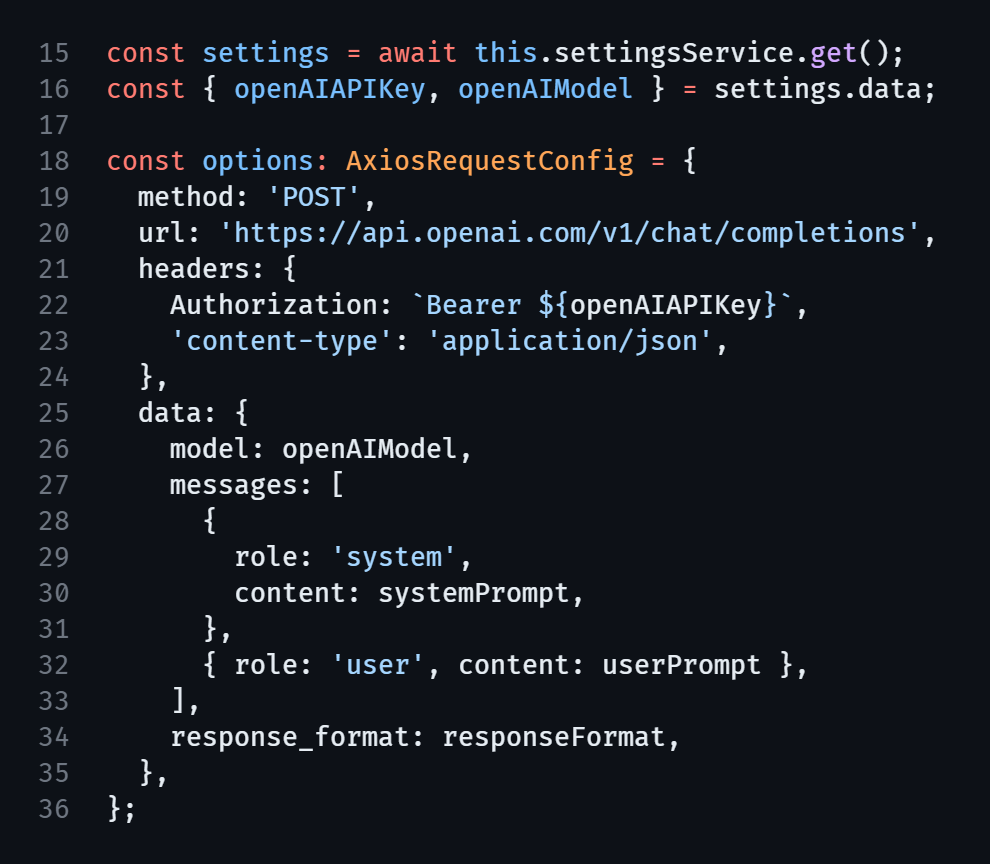 15 const settings = await this.settingsService.get();
16 const { openAIAPIKey, openAIModel } = settings.data;
17
18 const options: AxiosRequestConfig = {
19   method: 'POST',
20   url: 'https://api.openai.com/v1/chat/completions',
21   headers: {
22     Authorization: `Bearer ${openAIAPIKey}`,
23     'content-type': 'application/json',
24   },
25   data: {
26     model: openAIModel,
27     messages: [
28       {
29         role: 'system',
30         content: systemPrompt,
31       },
32       { role: 'user', content: userPrompt },
33     ],
34     response_format: responseFormat,
35   },
36 };